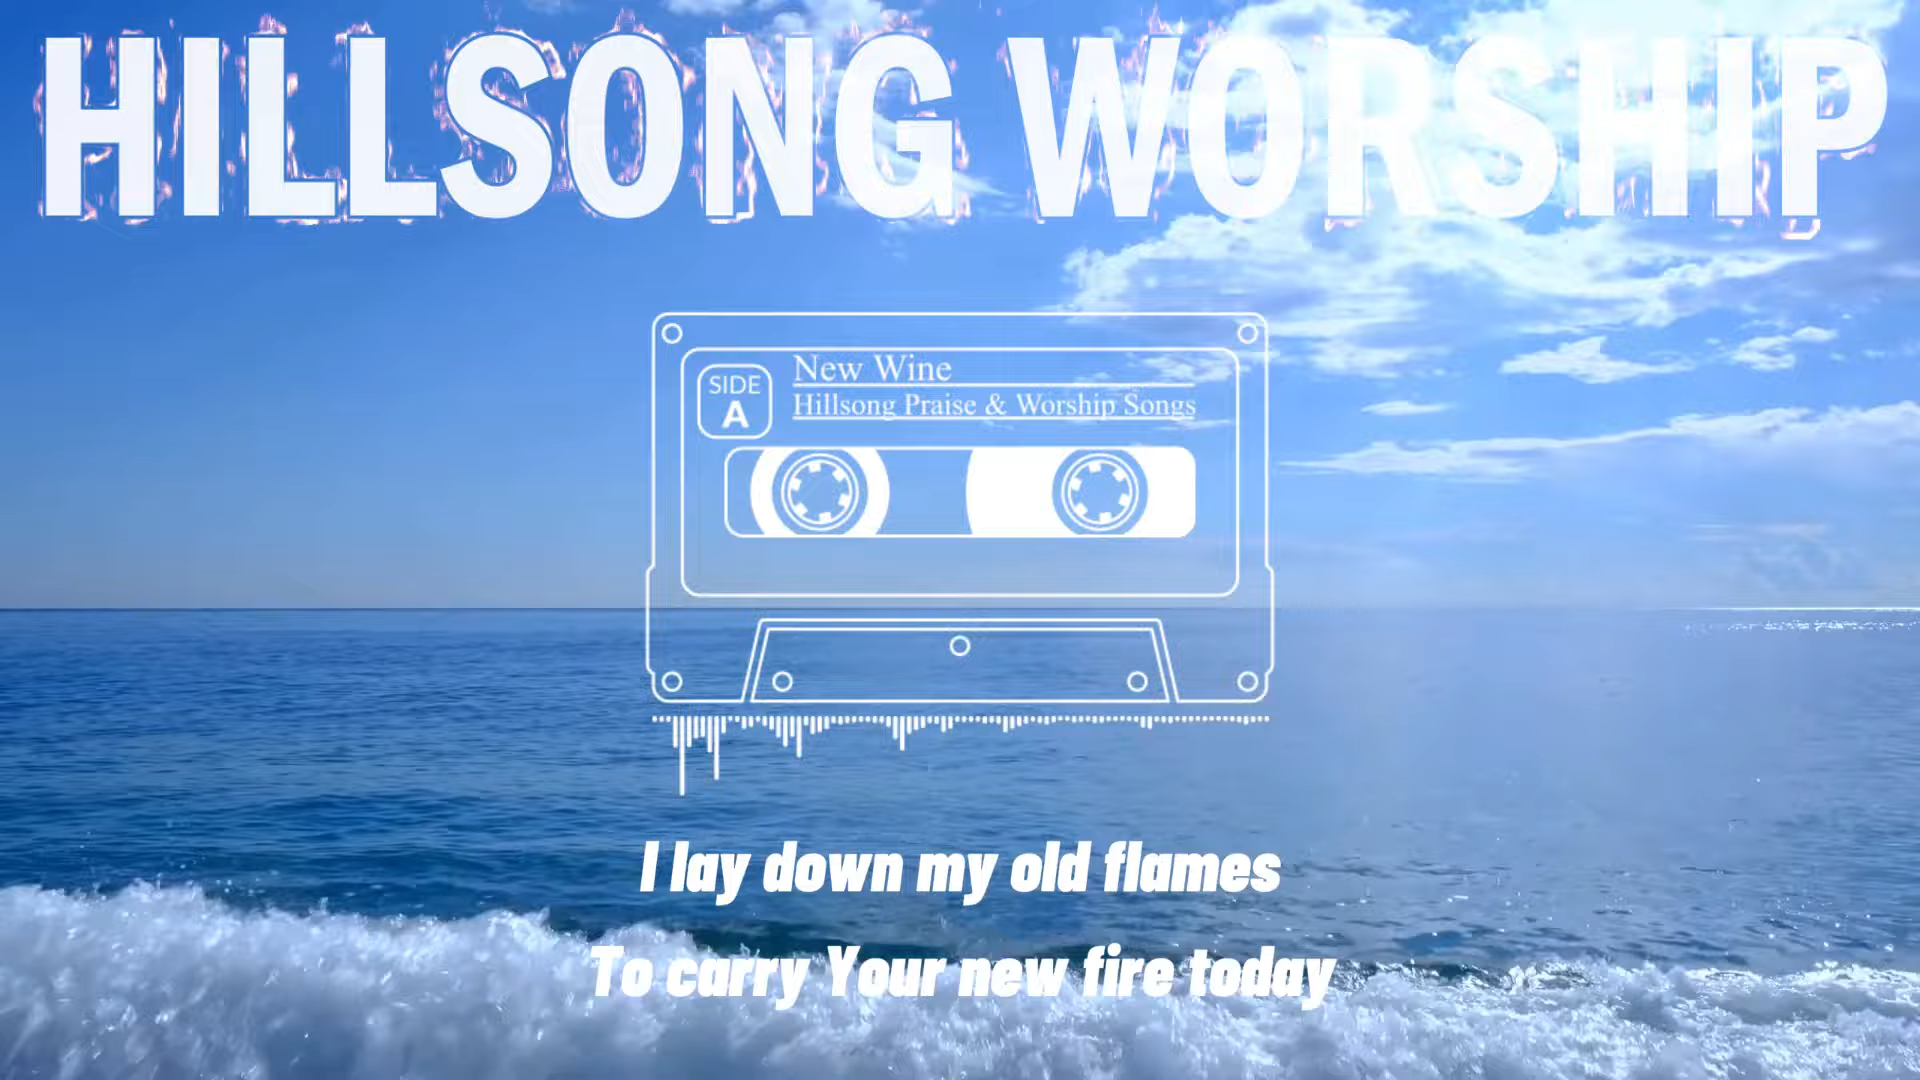 HILLSONG WORSHIP
SIDE
A
New Wine
Hillsong Praise & Worship Songs
I lay down my old flames
To carry Your new fire today